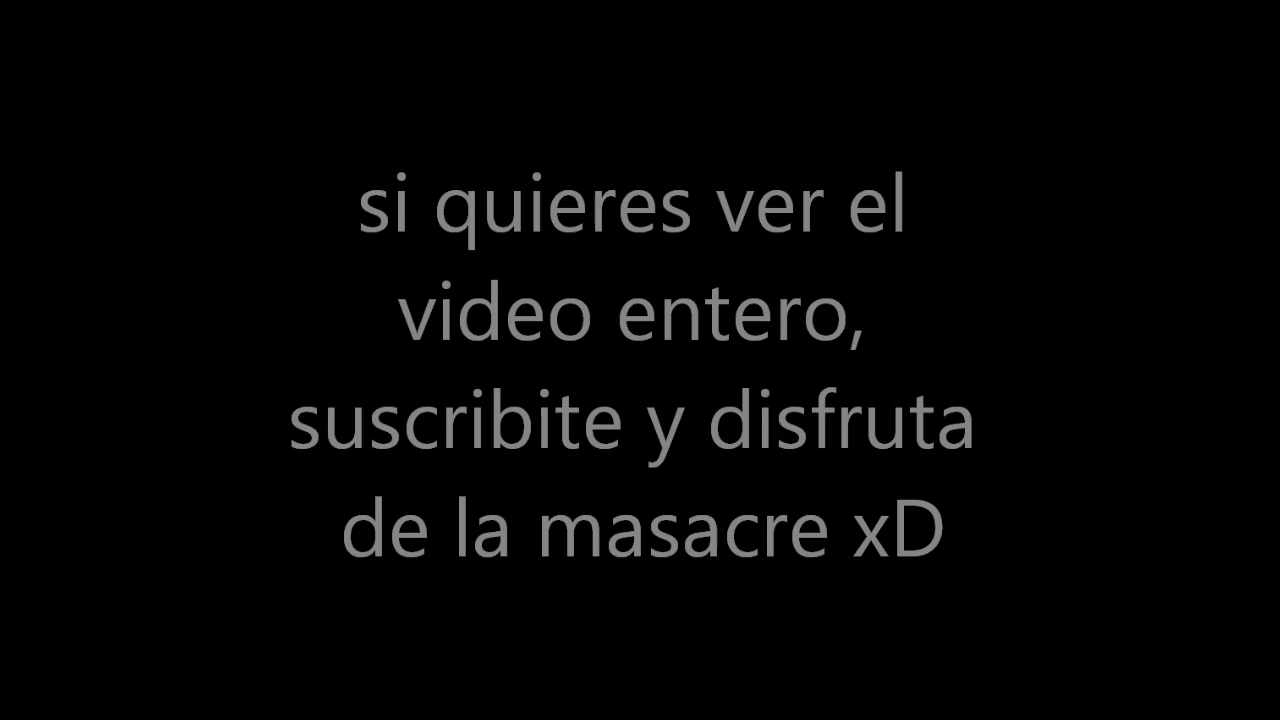 si quieres ver el
video entero,
suscribite y disfruta
de la masacre xD